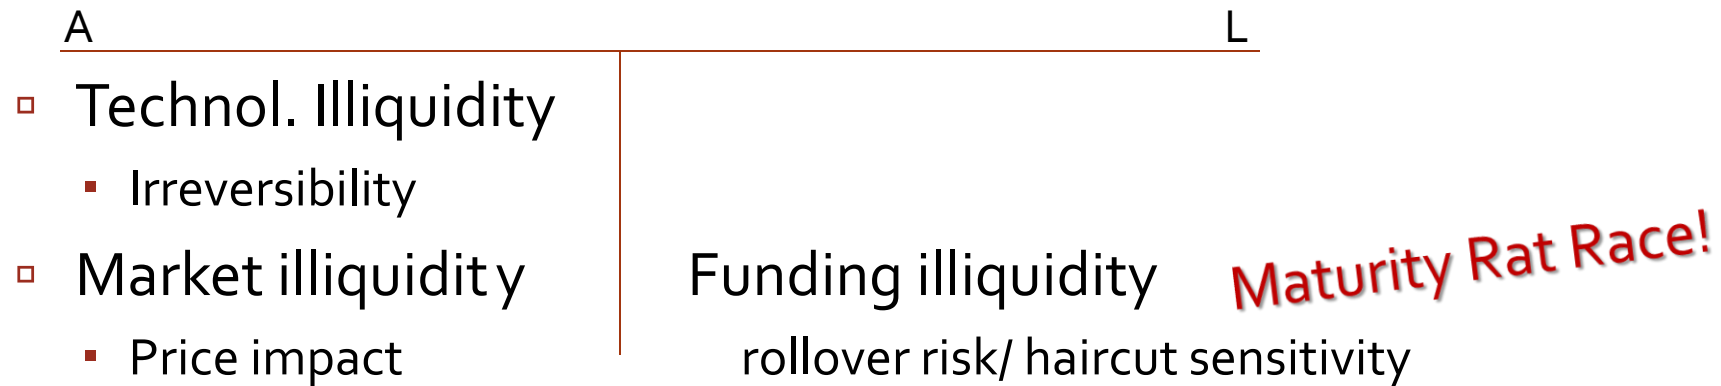 A L
Technol. Illiquidity
Irreversibility
Market illiquidity Funding illiquidity Maturity Rat Race!
Price impact rollover risk/ haircut sensitivity